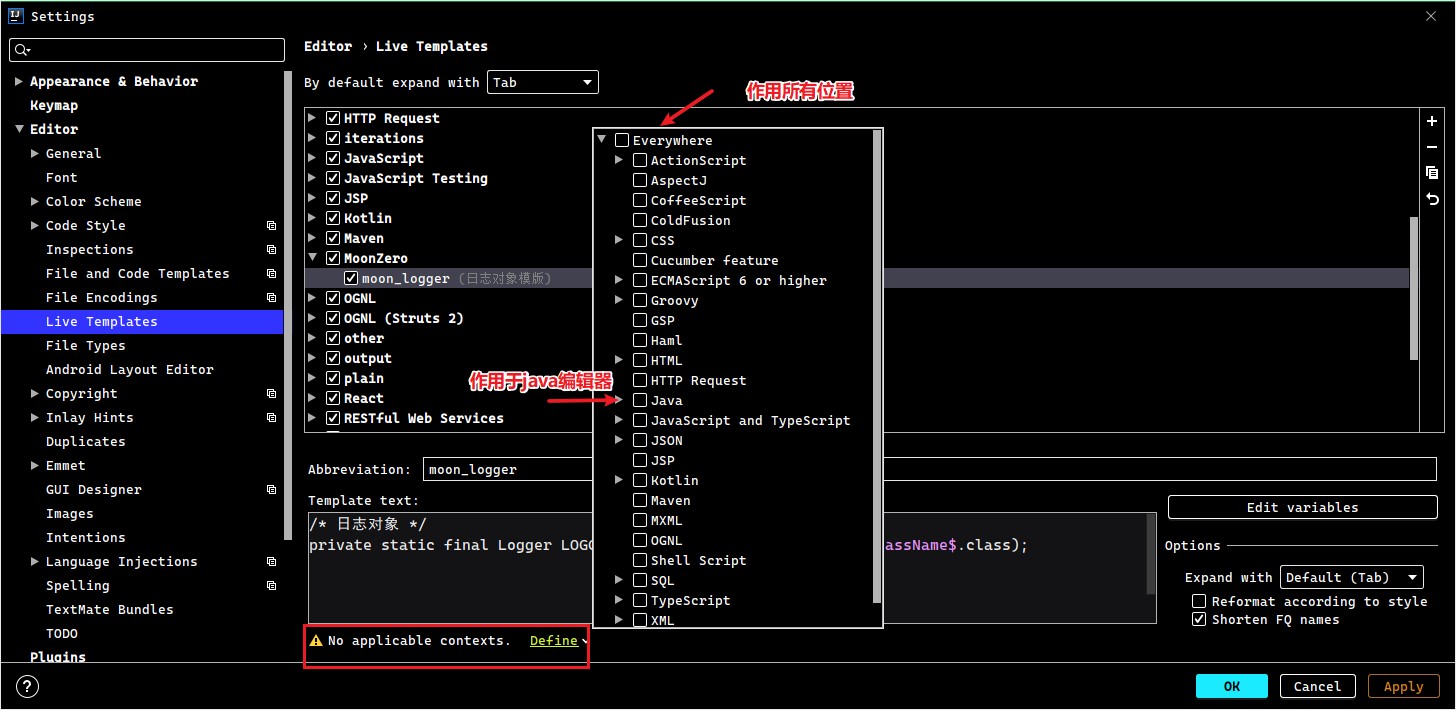 Settings
Appearance & Behavior
Keymap
Editor
General
Font
Color Scheme
Code Style
Inspections
File and Code Templates
File Encodings
Live Templates
File Types
Android Layout Editor
Copyright
Inlay Hints
Duplicates
Emmet
GUI Designer
Images
Intentions
Language Injections
Spelling
TextMate Bundles
TODO
Plugins
Editor › Live Templates
By default expand with Tab
作用所有位置
HTTP Request
iterations
JavaScript
JavaScript Testing
JSP
Kotlin
Maven
MoonZero
moon_logger (日志对象模版)
OGNL
OGNL (Struts 2)
other
output
plain
React
RESTful Web Services
作用于java编辑器
Everywhere
ActionScript
AspectJ
CoffeeScript
ColdFusion
CSS
Cucumber feature
ECMAScript 6 or higher
Groovy
GSP
Haml
HTML
HTTP Request
Java
JavaScript and TypeScript
JSON
JSP
Kotlin
Maven
MXML
OGNL
Shell Script
SQL
TypeScript
XML
Abbreviation: moon_logger
Template text:
/* 日志对象 */
private static final Logger LOGG assName$.class);
No applicable contexts. Define
Edit variables
Options
Expand with Default (Tab)
Reformat according to style
Shorten FQ names
?
OK Cancel Apply